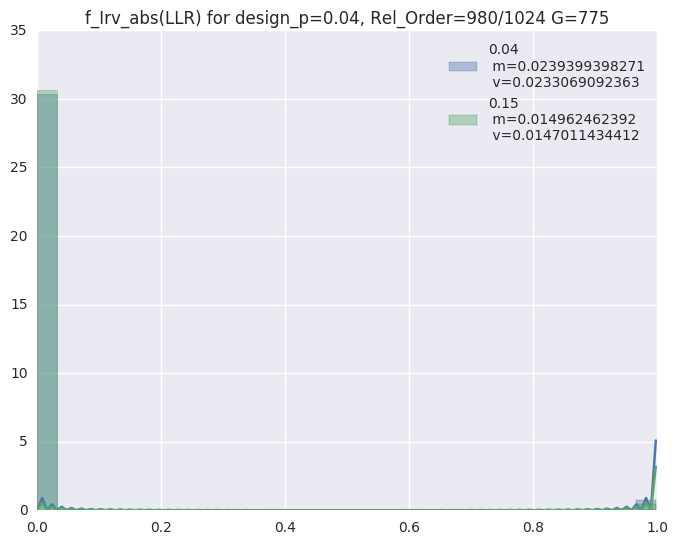 f_Irv_abs(LLR) for design_p=0.04, Rel_Order=980/1024 G=775
35
30
25
20
15
10
5
0
0.04
m=0.0239399398271
v=0.0233069092363
0.15
m=0.014962462392
v=0.0147011434412
0.0 0.2 0.4 0.6 0.8 1.0